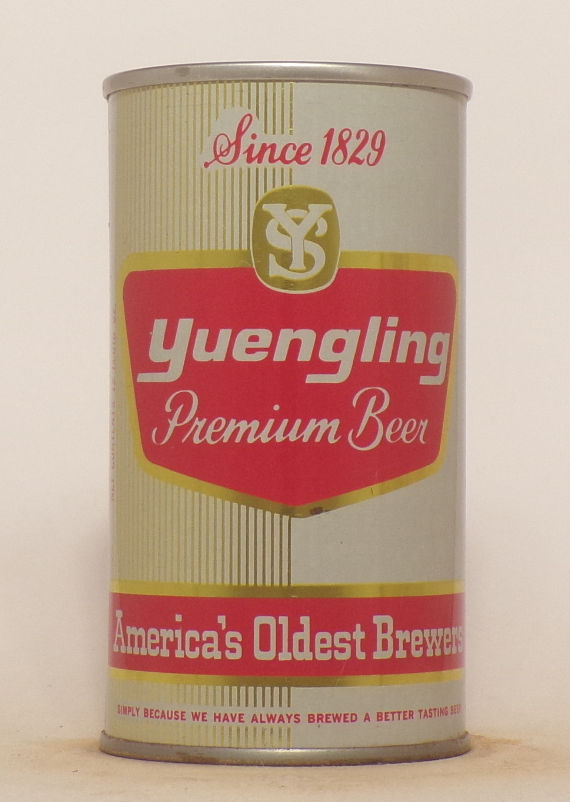 Since 1829
YS
Yuengling
Premium Beer
America's Oldest Brewers
SIMPLY BECAUSE WE HAVE ALWAYS BREWED A BETTER TASTING BEER